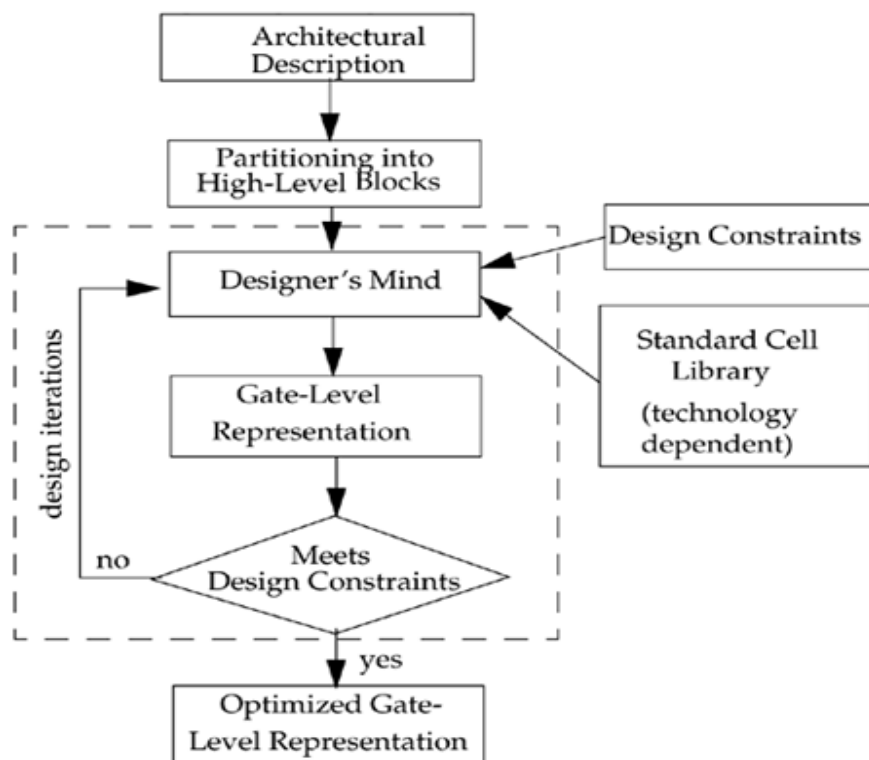 Architectural
Description
Partitioning into
High-Level Blocks
Designer's Mind
Design Constraints
Standard Cell
Library
(technology
dependent)
Gate-Level
Representation
design iterations
Meets
Design Constraints
no
yes
Optimized Gate-
Level Representation